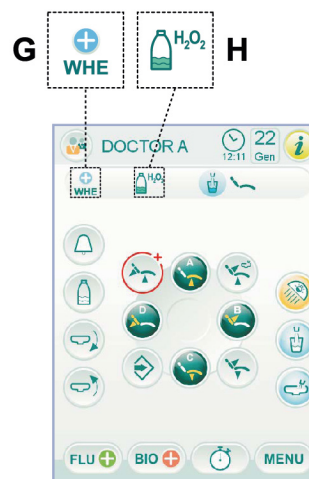 G WHE H₂O₂ H
DOCTOR A 12:11 22 Gen i
WHE H₂O₂
A
D B
C
FLU BIO MENU